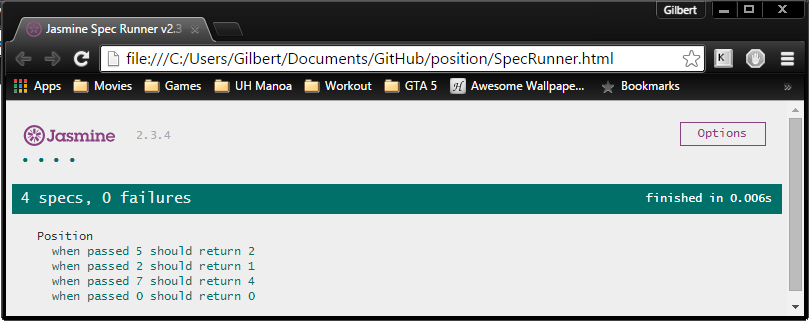 Gilbert
Jasmine Spec Runner v2.3
file:///C:/Users/Gilbert/Documents/GitHub/position/SpecRunner.html
K
Apps Movies Games UH Manoa Workout GTA 5 H Awesome Wallpape... Bookmarks »
Jasmine 2.3.4 Options
• • • •
4 specs, 0 failures finished in 0.006s
Position
when passed 5 should return 2
when passed 2 should return 1
when passed 7 should return 4
when passed 0 should return 0